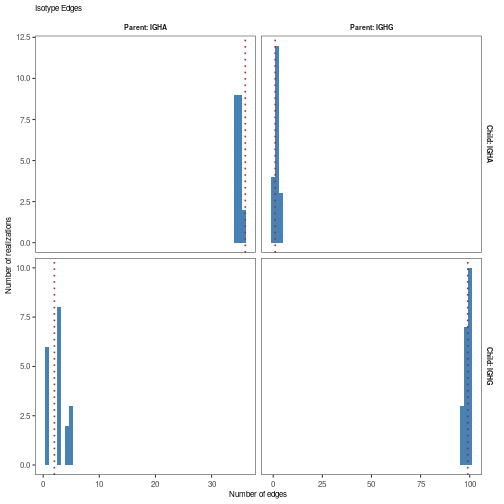 Isotype Edges
Parent: IGHA
Parent: IGHG
12.5
10.0
7.5
5.0
2.5
0.0
Child: IGHA
Number of realizations
10.0
7.5
5.0
2.5
0.0
Child: IGHG
0 10 20 30
0 25 50 75 100
Number of edges